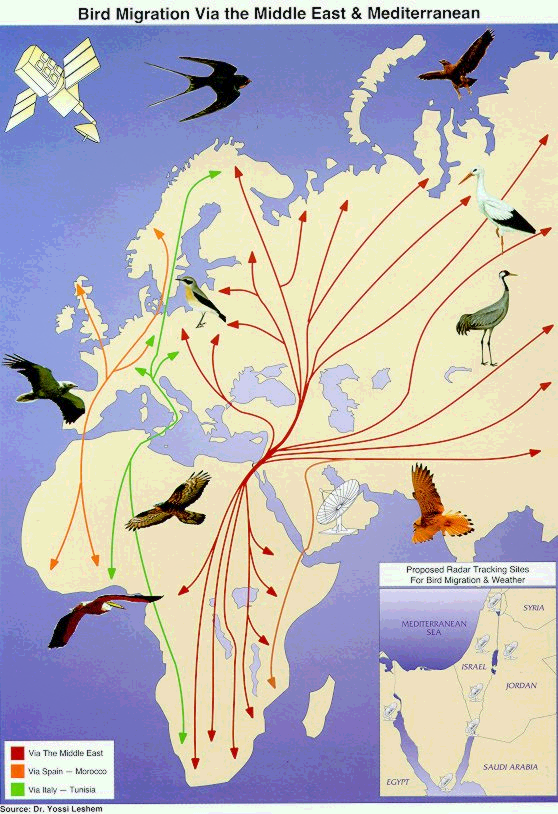 Bird Migration Via the Middle East & Mediterranean
Proposed Radar Tracking Sites
For Bird Migration & Weather
SYRIA
MEDITERRANEAN
SEA
ISRAEL
JORDAN
EGYPT
SAUDI ARABIA
Via The Middle East
Via Spain — Morocco
Via Italy — Tunisia
Source: Dr. Yossi Leshem